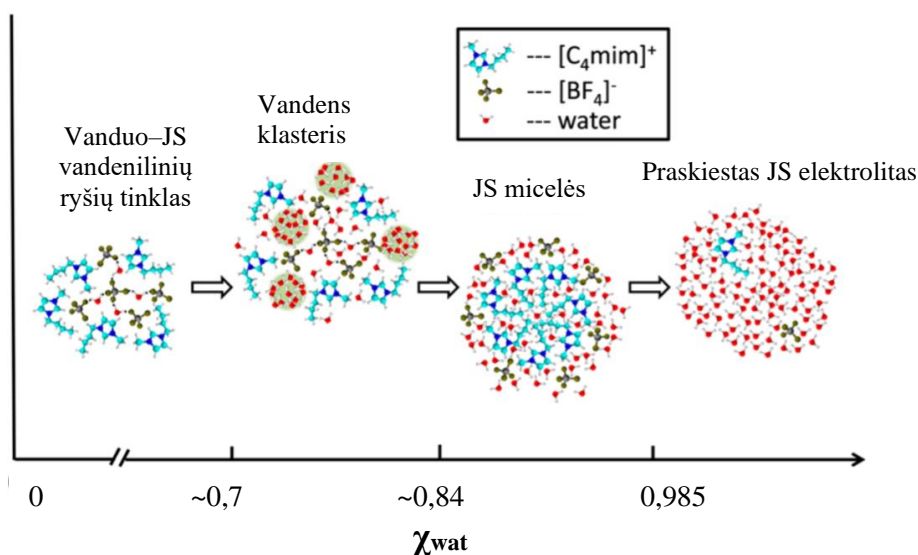 --- [C₄mim]⁺
--- [BF₄]⁻
--- water
Vanduo–JS
vandenilinių
ryšių tinklas
Vandens
klasteris
JS micelės
Praskiestas JS elektrolitas
0
~0,7
~0,84
0,985
χwat